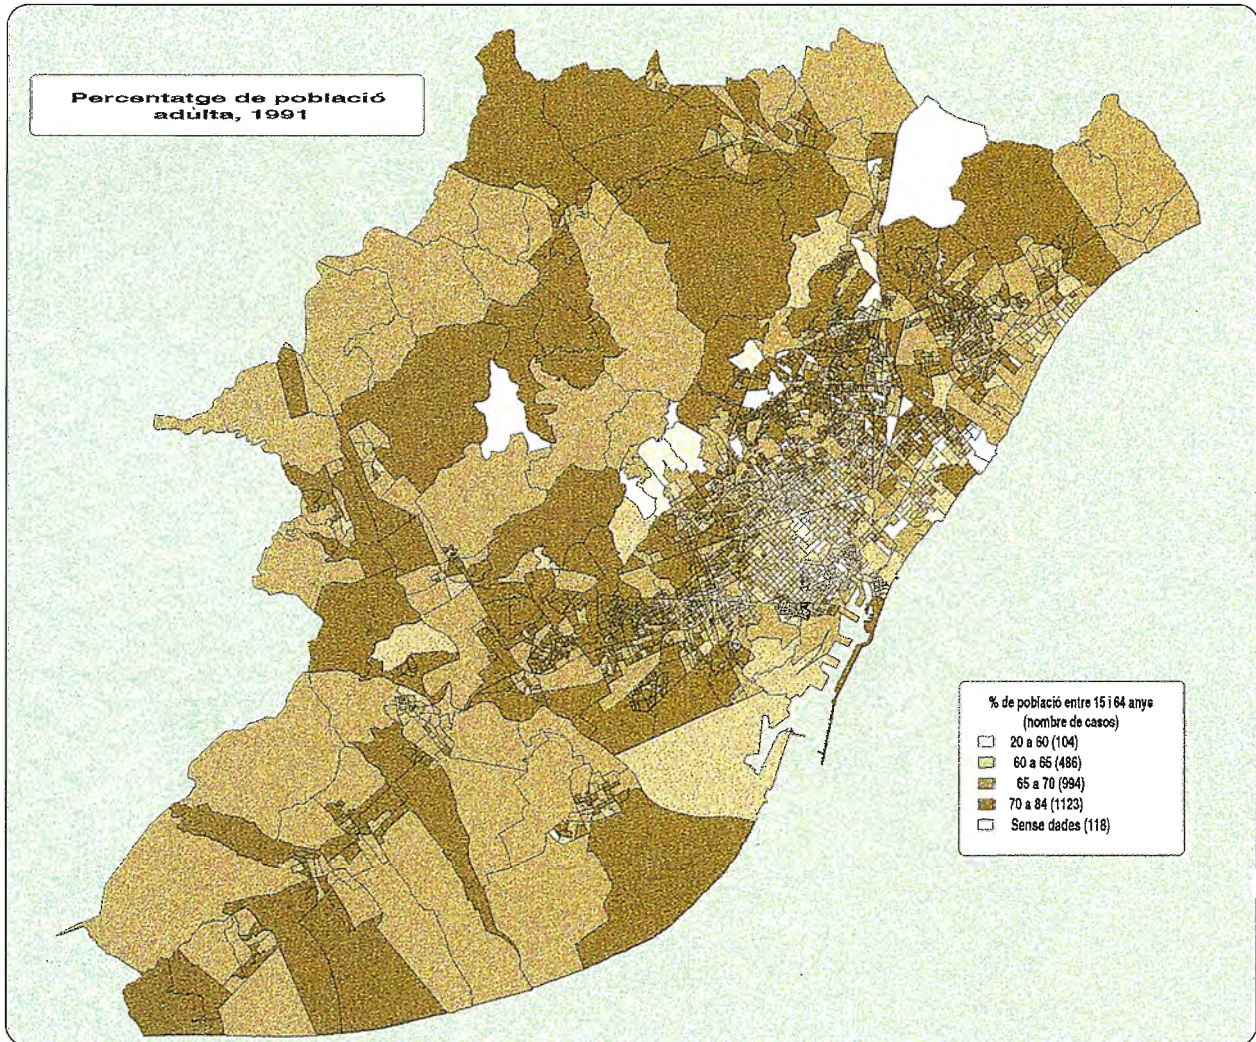 Percentatge de població
adulta, 1991
% de població entre 15 i 64 anys
(nombre de casos)
20 a 60 (104)
60 a 65 (486)
65 a 70 (994)
70 a 84 (1123)
Sense dades (118)